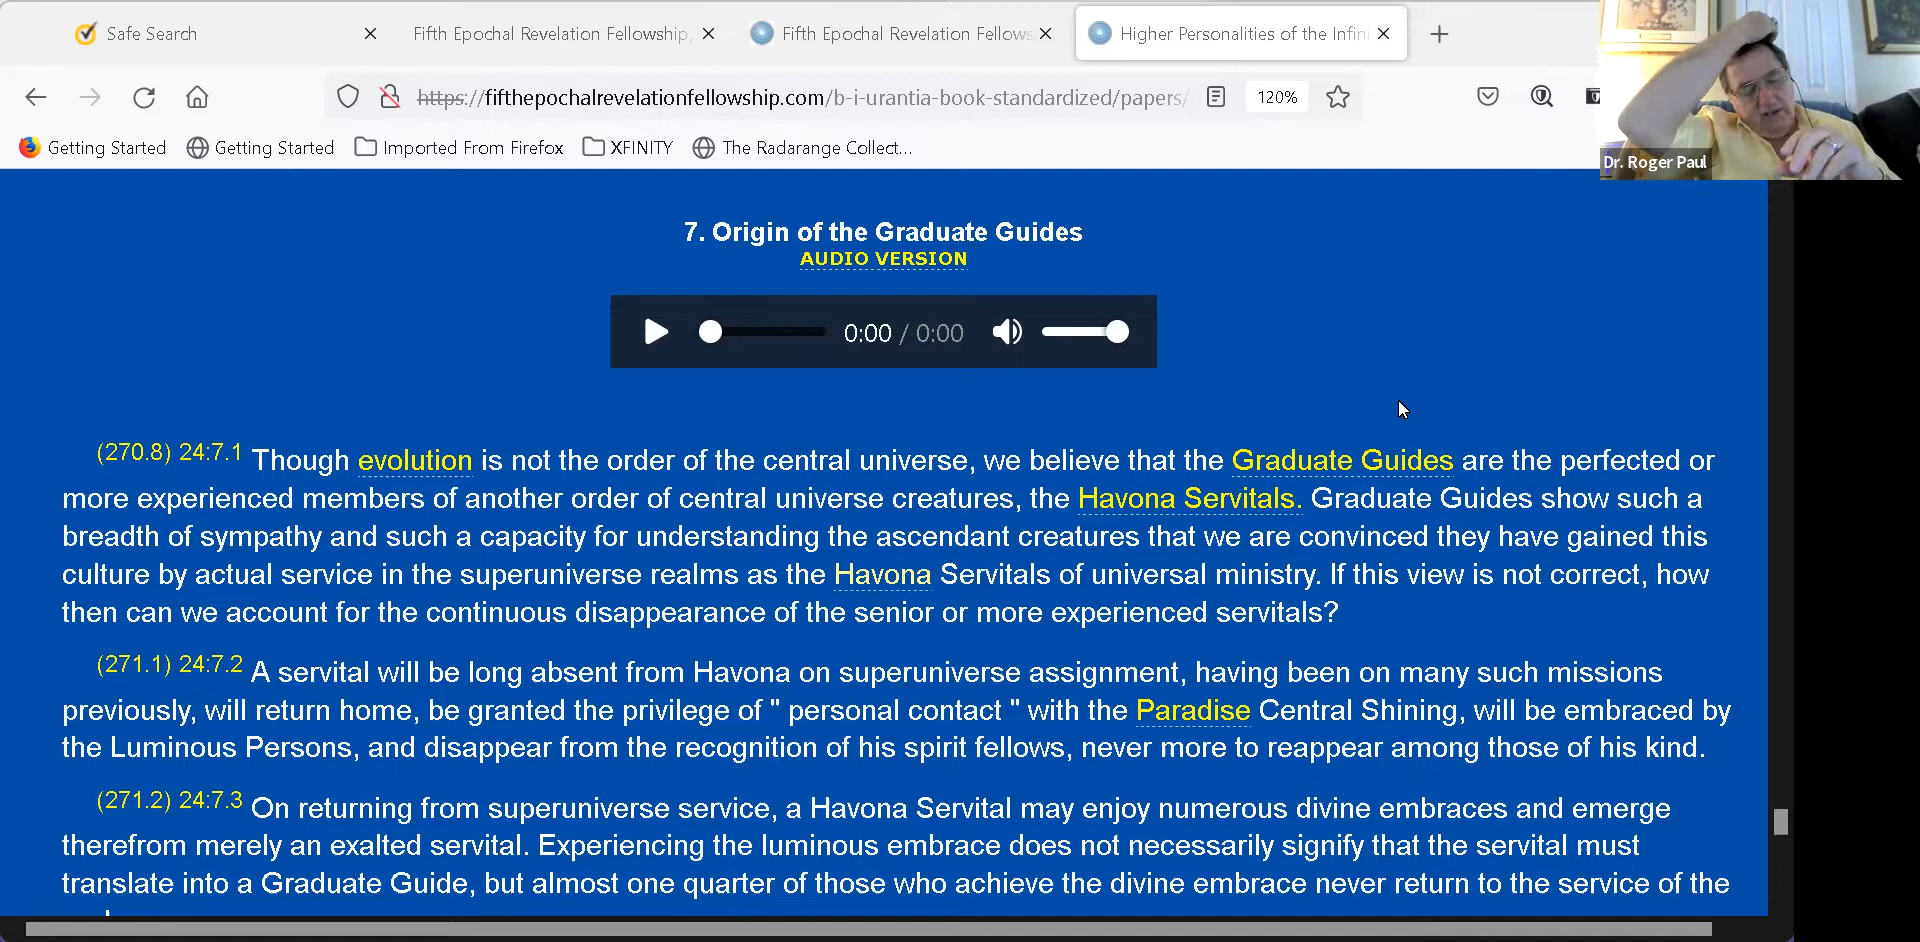 Safe Search
Fifth Epochal Revelation Fellowship,
Fifth Epochal Revelation Fellows
Higher Personalities of the Infini
https://fifthepochalrevelationfellowship.com/b-i-urantia-book-standardized/papers/
120%
Getting Started
Getting Started
Imported From Firefox
XFINITY
The Radarange Collect...
Dr. Roger Paul
7. Origin of the Graduate Guides
AUDIO VERSION
0:00 / 0:00
(270.8) 24:7.1 Though evolution is not the order of the central universe, we believe that the Graduate Guides are the perfected or
more experienced members of another order of central universe creatures, the Havona Servitals. Graduate Guides show such a
breadth of sympathy and such a capacity for understanding the ascendant creatures that we are convinced they have gained this
culture by actual service in the superuniverse realms as the Havona Servitals of universal ministry. If this view is not correct, how
then can we account for the continuous disappearance of the senior or more experienced servitals?
(271.1) 24:7.2 A servital will be long absent from Havona on superuniverse assignment, having been on many such missions
previously, will return home, be granted the privilege of " personal contact " with the Paradise Central Shining, will be embraced by
the Luminous Persons, and disappear from the recognition of his spirit fellows, never more to reappear among those of his kind.
(271.2) 24:7.3 On returning from superuniverse service, a Havona Servital may enjoy numerous divine embraces and emerge
therefrom merely an exalted servital. Experiencing the luminous embrace does not necessarily signify that the servital must
translate into a Graduate Guide, but almost one quarter of those who achieve the divine embrace never return to the service of the